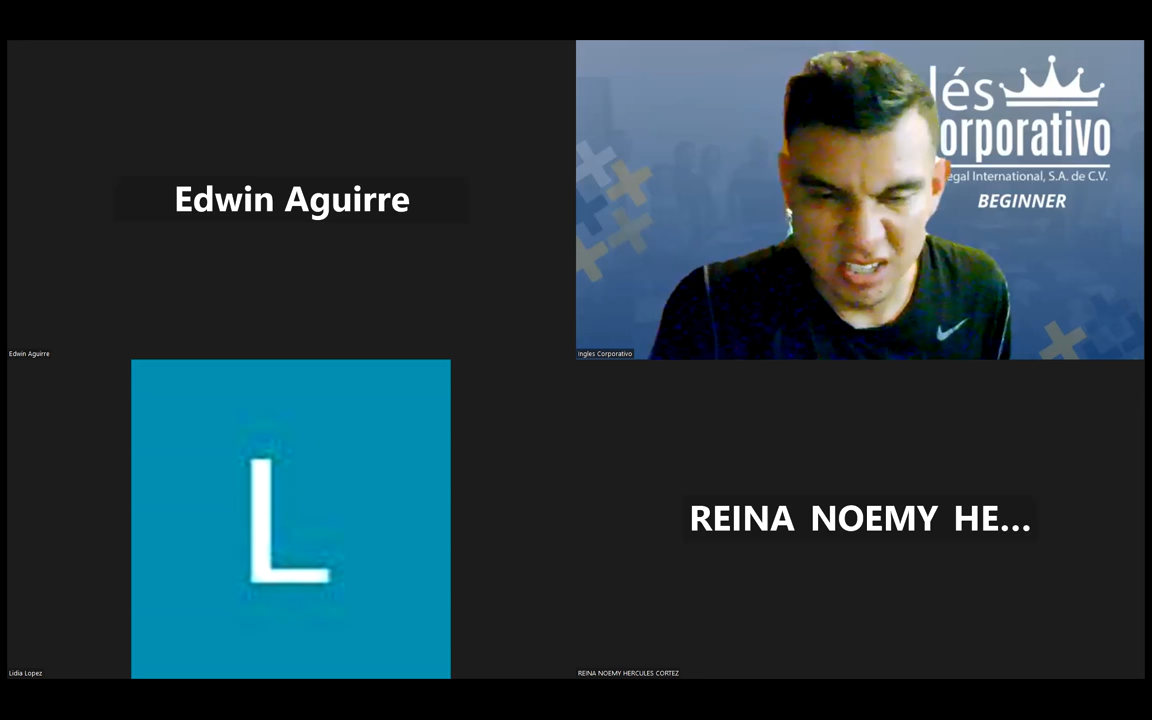 Edwin Aguirre
Edwin Aguirre
lés
orporativo
egal International, S.A. de C.V.
BEGINNER
Ingles Corporativo
L
Lidia Lopez
REINA NOEMY HE...
REINA NOEMY HERCULES CORTEZ